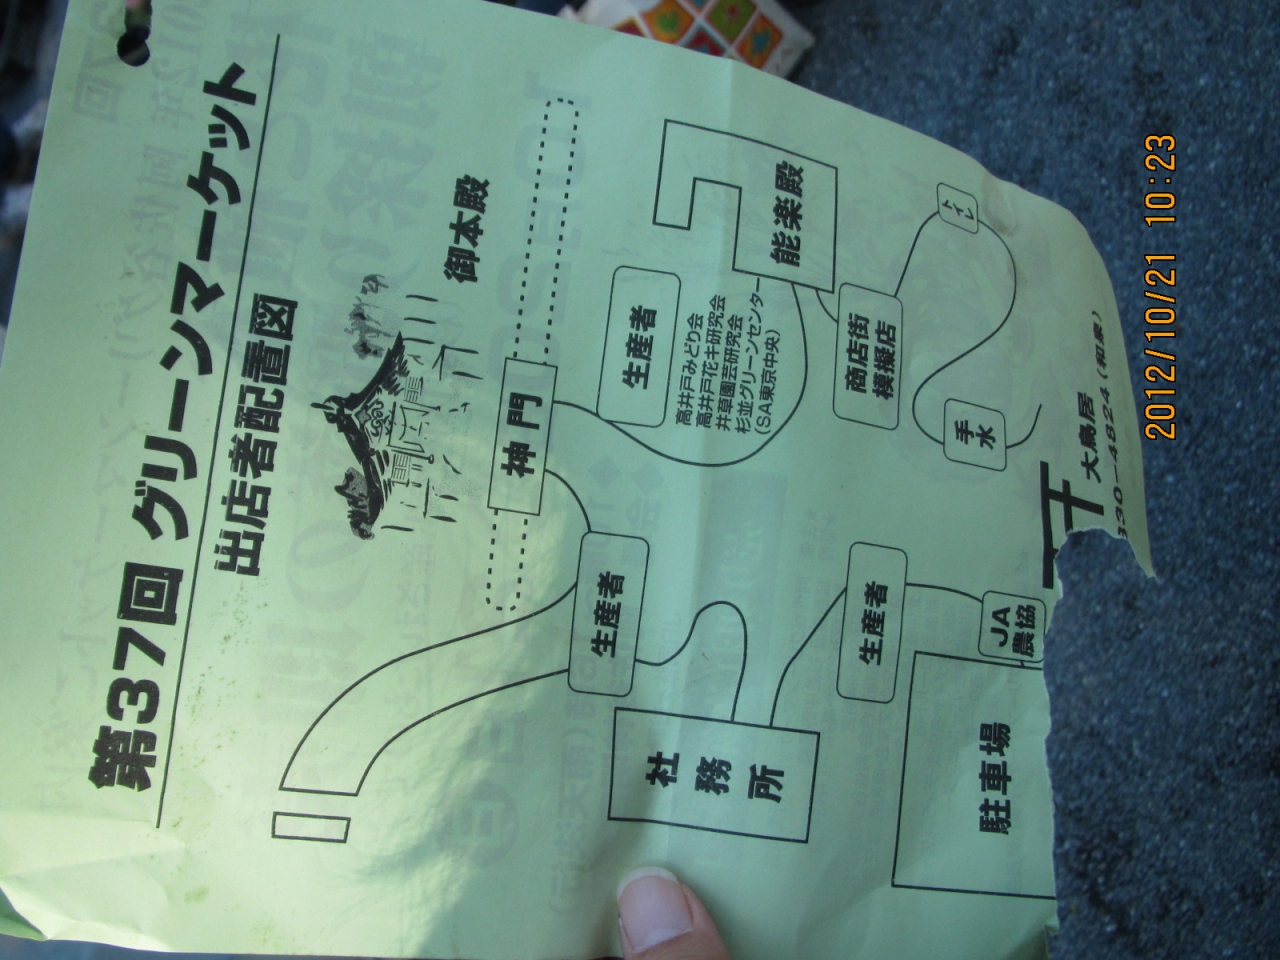 第37回 グリーンマーケット
出店者配置図
御本殿
神門
生産者
高井戸みどり会
高井戸花キ研究会
井草園芸研究会
杉並グリーンセンター
(SA東京中央)
能楽殿
商店街
模擬店
トイレ
手水
生産者
社務所
生産者
JA
農協
駐車場
大鳥居
330-4824(和泉)
2012/10/21 10:23